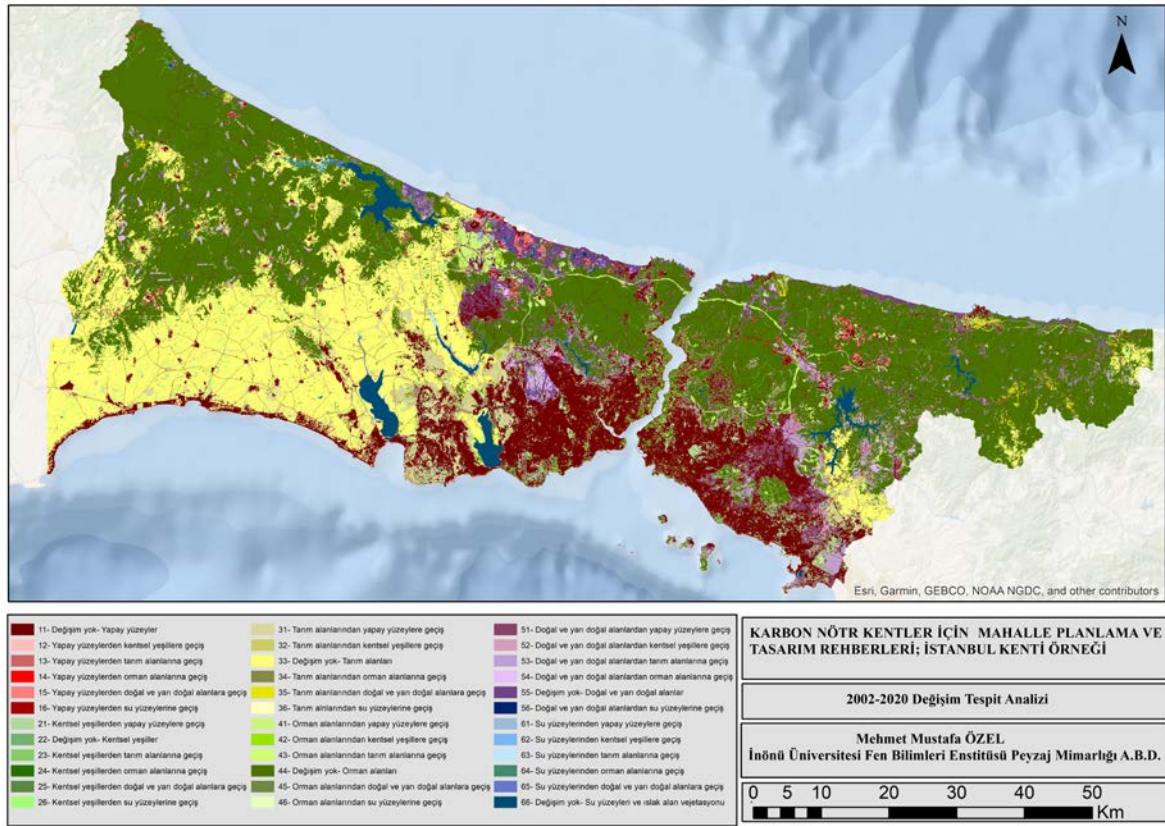 N
Esri, Garmin, GEBCO, NOAA NGDC, and other contributors
11- Değişim yok- Yapay yüzeyler
12- Yapay yüzeylerden kentsel yeşillere geçiş
13- Yapay yüzeylerden tarım alanlarına geçiş
14- Yapay yüzeylerden orman alanlarına geçiş
15- Yapay yüzeylerden doğal ve yarı doğal alanlara geçiş
16- Yapay yüzeylerden su yüzeylerine geçiş
21- Kentsel yeşillerden yapay yüzeylere geçiş
22- Değişim yok- Kentsel yeşiller
23- Kentsel yeşillerden tarım alanlarına geçiş
24- Kentsel yeşillerden orman alanlarına geçiş
25- Kentsel yeşillerden doğal ve yarı doğal alanlara geçiş
26- Kentsel yeşillerden su yüzeylerine geçiş
31- Tarım alanlarından yapay yüzeylere geçiş
32- Tarım alanlarından kentsel yeşillere geçiş
33- Değişim yok- Tarım alanları
34- Tarım alanlarından orman alanlarına geçiş
35- Tarım alanlarından doğal ve yarı doğal alanlara geçiş
36- Tarım alınlarından su yüzeylerine geçiş
41- Orman alanlarından yapay yüzeylere geçiş
42- Orman alanlarından kentsel yeşillere geçiş
43- Orman alanlarından tarım alanlarına geçiş
44- Değişim yok- Orman alanları
45- Orman alanlarından doğal ve yarı doğal alanlara geçiş
46- Orman alanlarından su yüzeylerine geçiş
51- Doğal ve yarı doğal alanlardan yapay yüzeylere geçiş
52- Doğal ve yarı doğal alanlardan kentsel yeşillere geçiş
53- Doğal ve yarı doğal alanlardan tarım alanlarına geçiş
54- Doğal ve yarı doğal alanlardan orman alanlarına geçiş
55- Değişim yok- Doğal ve yarı doğal alanlar
56- Doğal ve yarı doğal alanlardan su yüzeylerine geçiş
61- Su yüzeylerinden yapay yüzeylere geçiş
62- Su yüzeylerinden kentsel yeşillere geçiş
63- Su yüzeylerinden tarım alanlarına geçiş
64- Su yüzeylerinden orman alanlarına geçiş
65- Su yüzeylerinden doğal ve yarı doğal alanlara geçiş
66- Değişim yok- Su yüzeyleri ve ıslak alan vejetasyonu
KARBON NÖTR KENTLER İÇİN MAHALLE PLANLAMA VE
TASARIM REHBERLERİ; İSTANBUL KENTİ ÖRNEĞİ
2002-2020 Değişim Tespit Analizi
Mehmet Mustafa ÖZEL
İnönü Üniversitesi Fen Bilimleri Enstitüsü Peyzaj Mimarlığı A.B.D.
0 5 10 20 30 40 50
Km